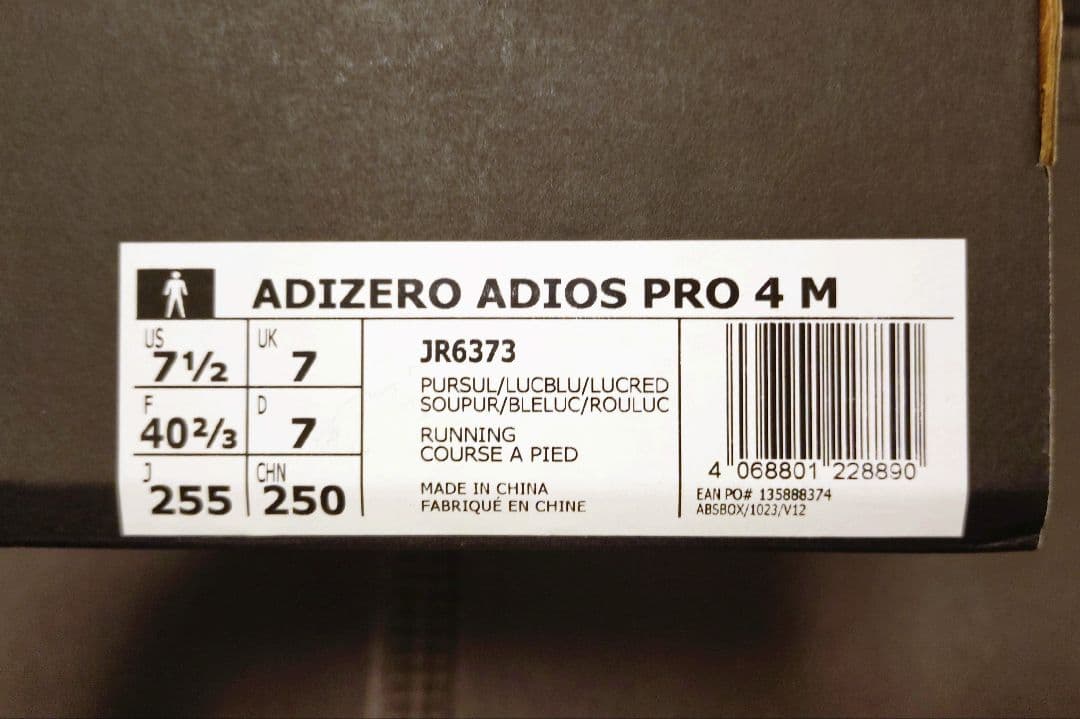 ADIZERO ADIOS PRO 4 M
US
7½
UK
7
F
40⅔
D
7
J
255
CHN
250
JR6373
PURSUL/LUCBLU/LUCRED
SOUPUR/BLELUC/ROULUC
RUNNING
COURSE A PIED
MADE IN CHINA
FABRIQUÉ EN CHINE
4 068801 228890
EAN PO# 135888374
ABSBOX/1023/V12